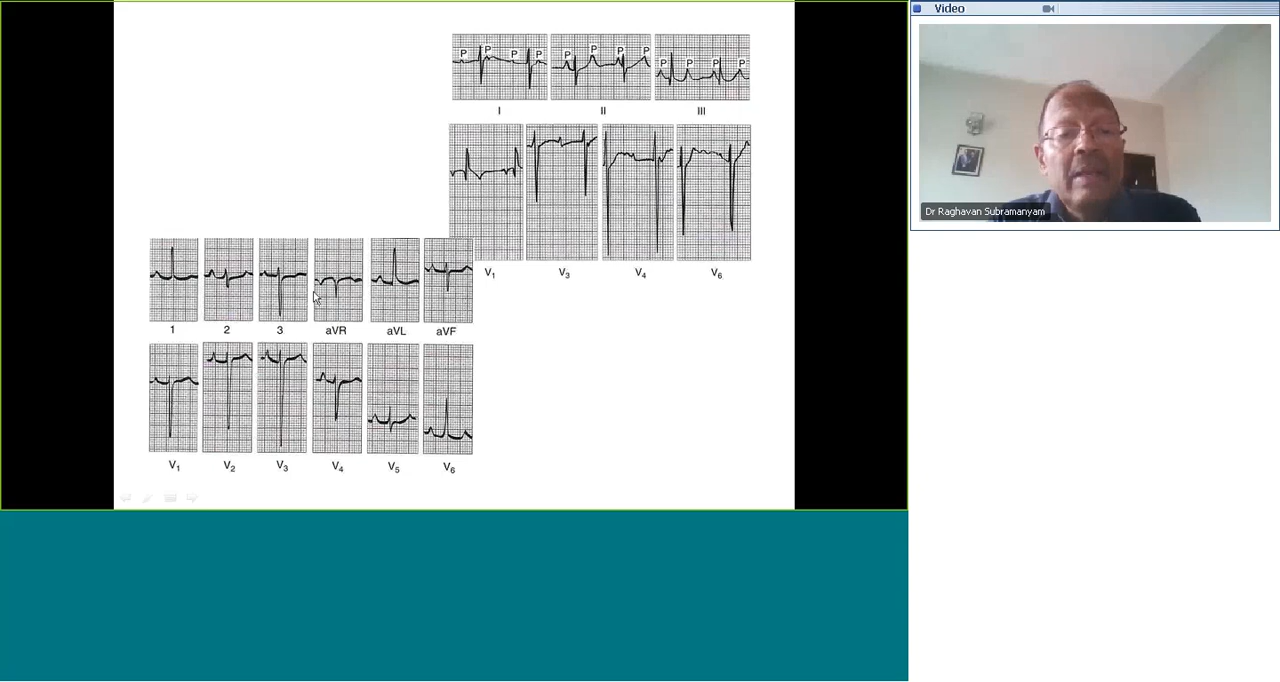 Video
P P P P P P P P P P P P
I II III
V1 V3 V4 V6
1 2 3 aVR aVL aVF
V1 V2 V3 V4 V5 V6
Dr Raghavan Subramanyam